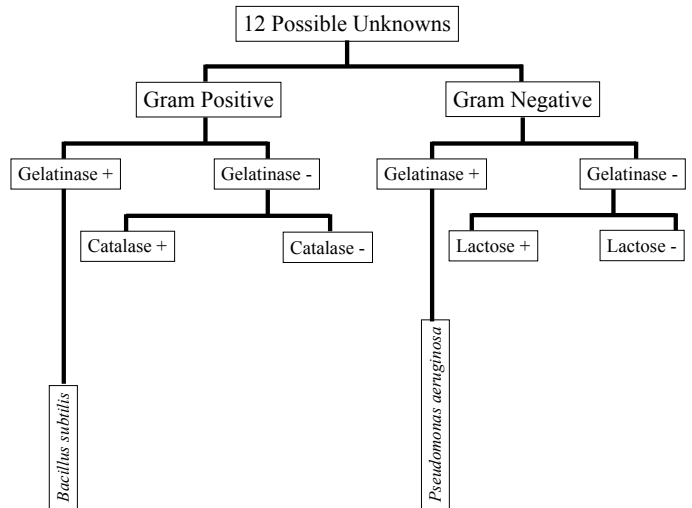 12 Possible Unknowns
Gram Positive
Gram Negative
Gelatinase +
Gelatinase -
Gelatinase +
Gelatinase -
Catalase +
Catalase -
Lactose +
Lactose -
Bacillus subtilis
Pseudomonas aeruginosa